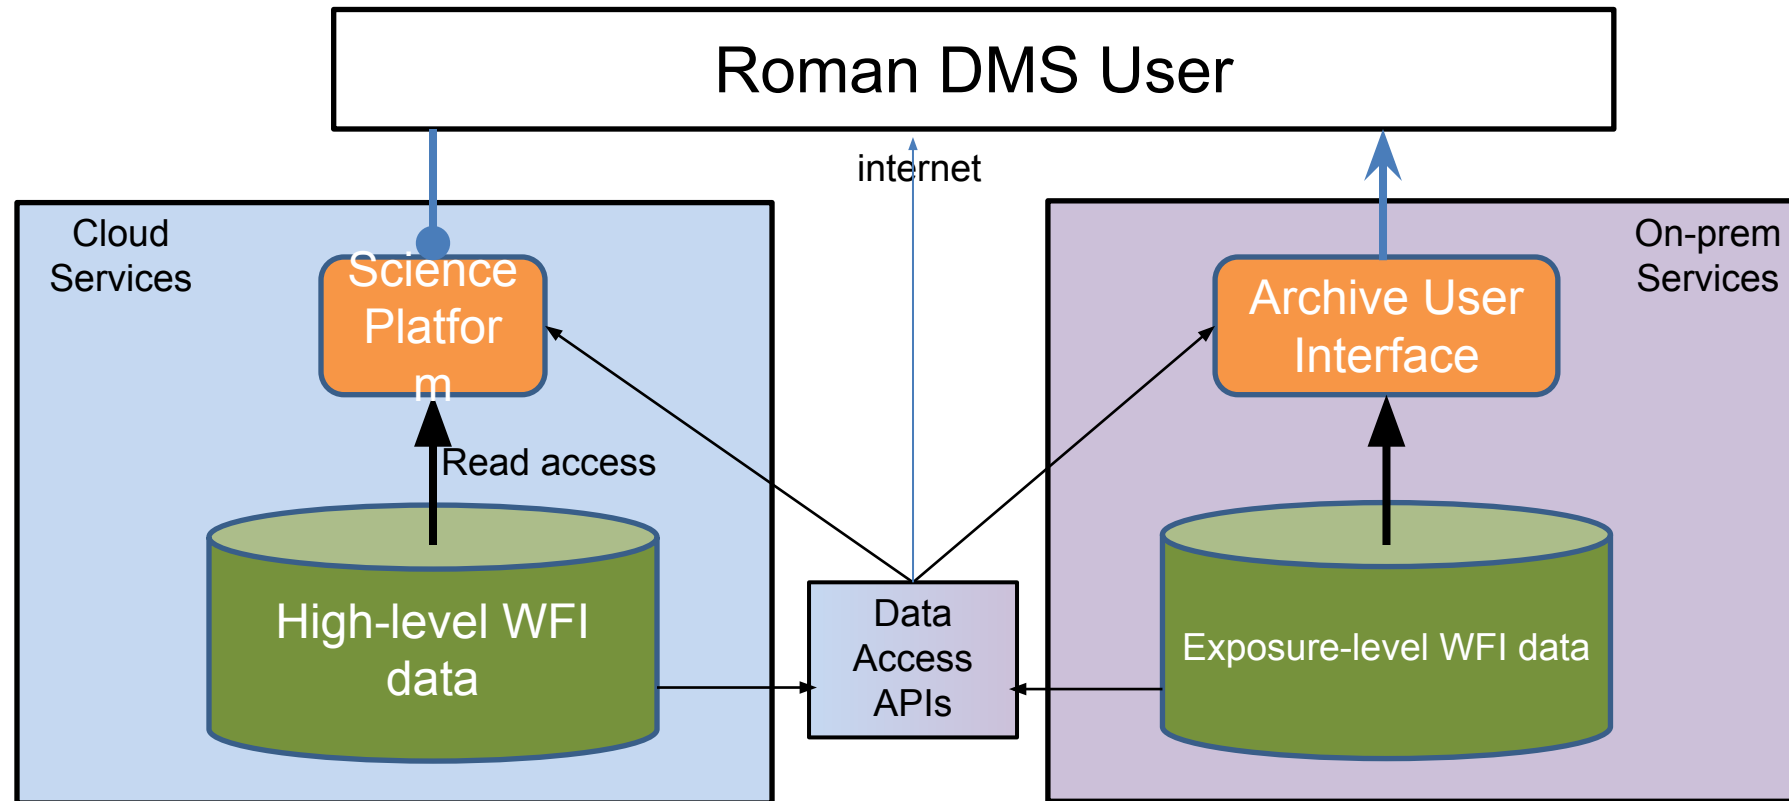 Roman DMS User
internet
Cloud
Services
On-prem
Services
Science
Platfor
m
Archive User
Interface
Read access
High-level WFI
data
Data
Access
APIs
Exposure-level WFI data